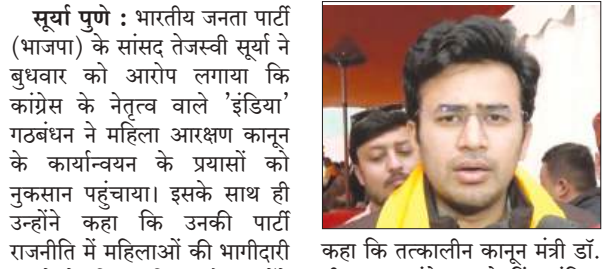 सूर्या पुणे : भारतीय जनता पार्टी
(भाजपा) के सांसद तेजस्वी सूर्या ने
बुधवार को आरोप लगाया कि
कांग्रेस के नेतृत्व वाले 'इंडिया'
गठबंधन ने महिला आरक्षण कानून
के कार्यान्वयन के प्रयासों को
नुकसान पहुंचाया। इसके साथ ही
उन्होंने कहा कि उनकी पार्टी
राजनीति में महिलाओं की भागीदारी
कहा कि तत्कालीन कानून मंत्री डॉ.